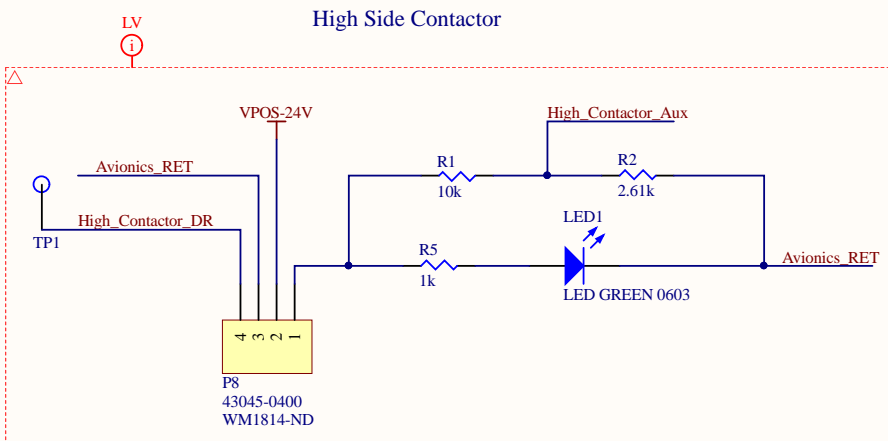 High Side Contactor
LV
i
VPOS-24V
High_Contactor_Aux
Avionics_RET
R1
10k
R2
2.61k
High_Contactor_DR
TP1
LED1
R5
1k
Avionics_RET
LED GREEN 0603
4
3
2
1
P8
43045-0400
WM1814-ND